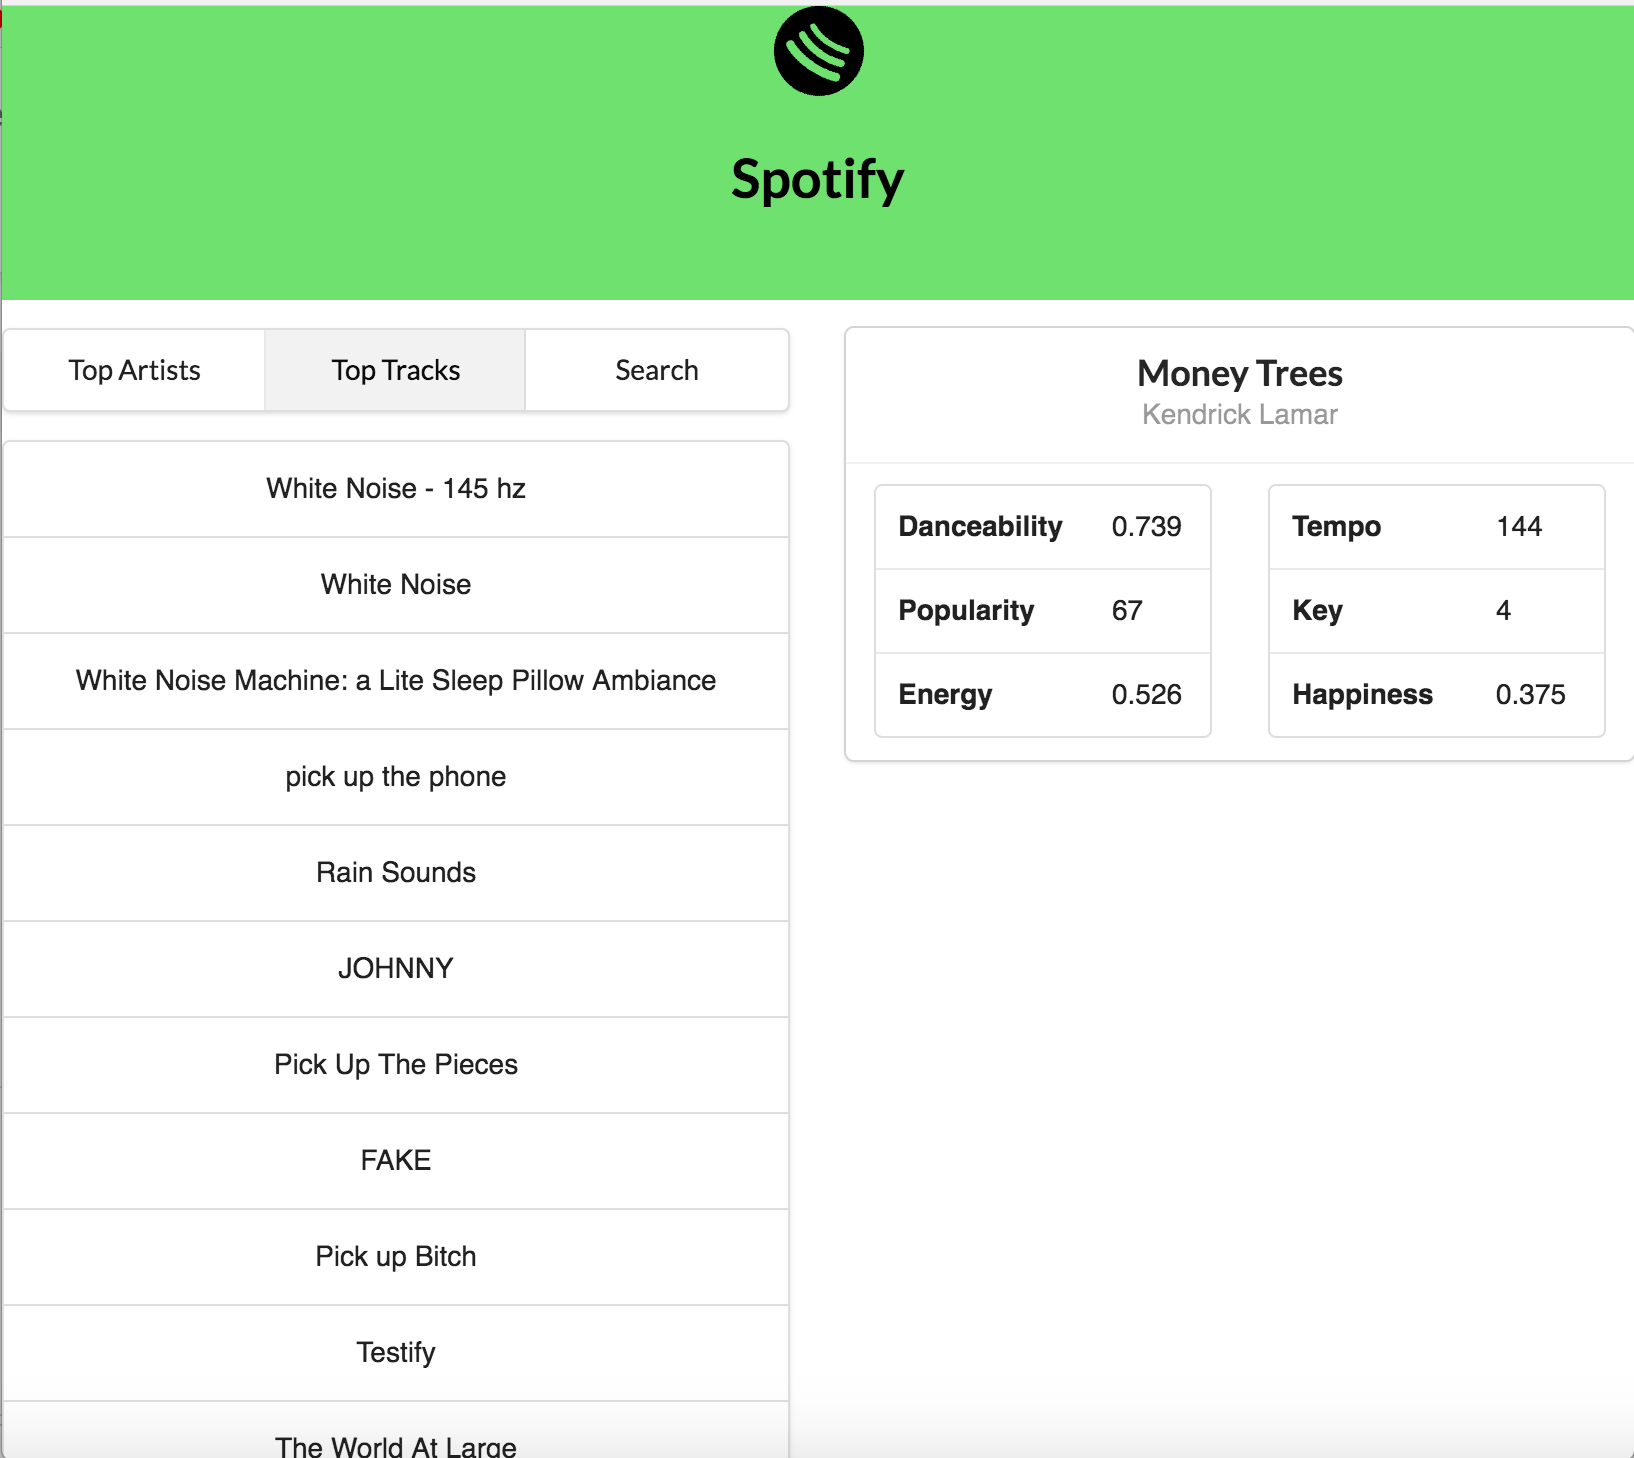 Spotify
Top Artists Top Tracks Search
White Noise - 145 hz
White Noise
White Noise Machine: a Lite Sleep Pillow Ambiance
pick up the phone
Rain Sounds
JOHNNY
Pick Up The Pieces
FAKE
Pick up Bitch
Testify
The World At Large
Money Trees
Kendrick Lamar
Danceability 0.739
Popularity 67
Energy 0.526
Tempo 144
Key 4
Happiness 0.375